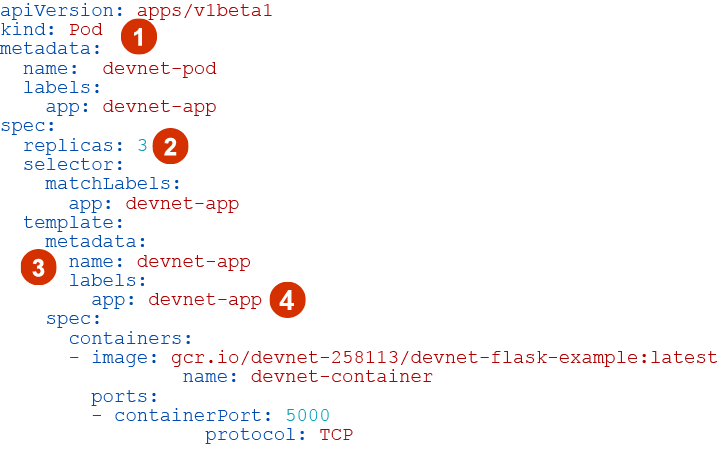 apiVersion: apps/v1beta1
kind: Pod
1
metadata:
  name:  devnet-pod
  labels:
    app: devnet-app
spec:
  replicas: 3
2
  selector:
    matchLabels:
      app: devnet-app
  template:
    metadata:
3
      name: devnet-app
      labels:
        app: devnet-app
4
    spec:
      containers:
      - image: gcr.io/devnet-258113/devnet-flask-example:latest
                name: devnet-container
        ports:
        - containerPort: 5000
                  protocol: TCP